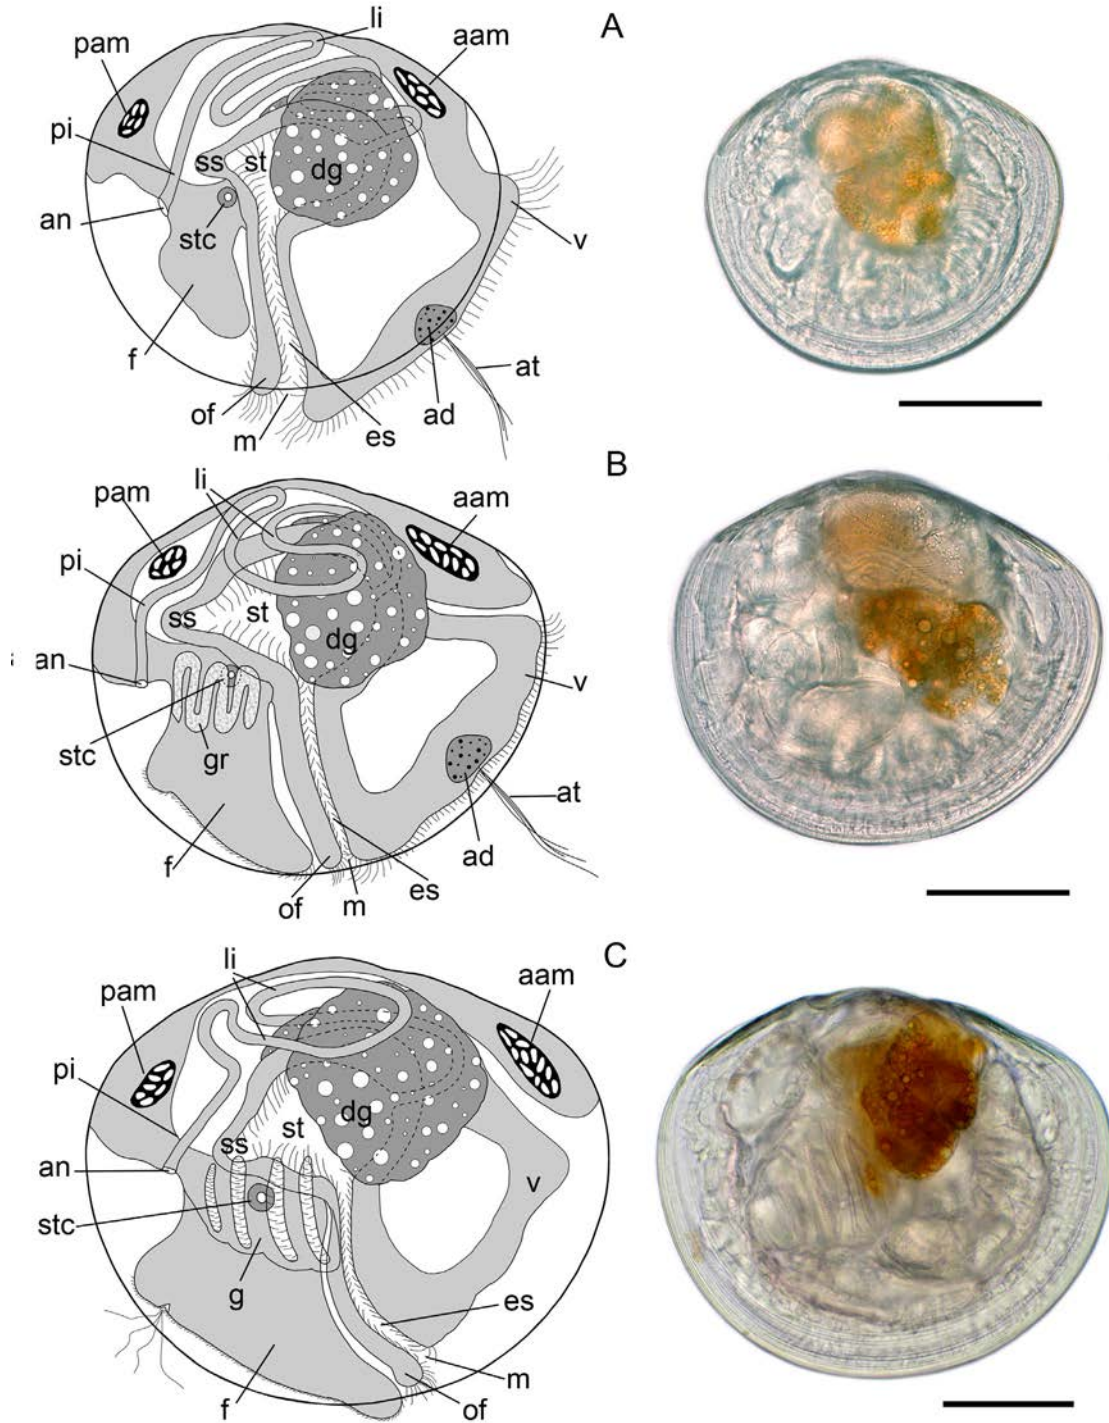 li
A
pam
aam
pi
ss
st
dg
an
stc
v
f
at
of
ad
m
es
li
B
pam
aam
pi
st
ss
dg
an
v
stc
gr
at
f
ad
es
of
m
li
C
pam
aam
pi
dg
st
ss
an
v
stc
g
es
m
f
of